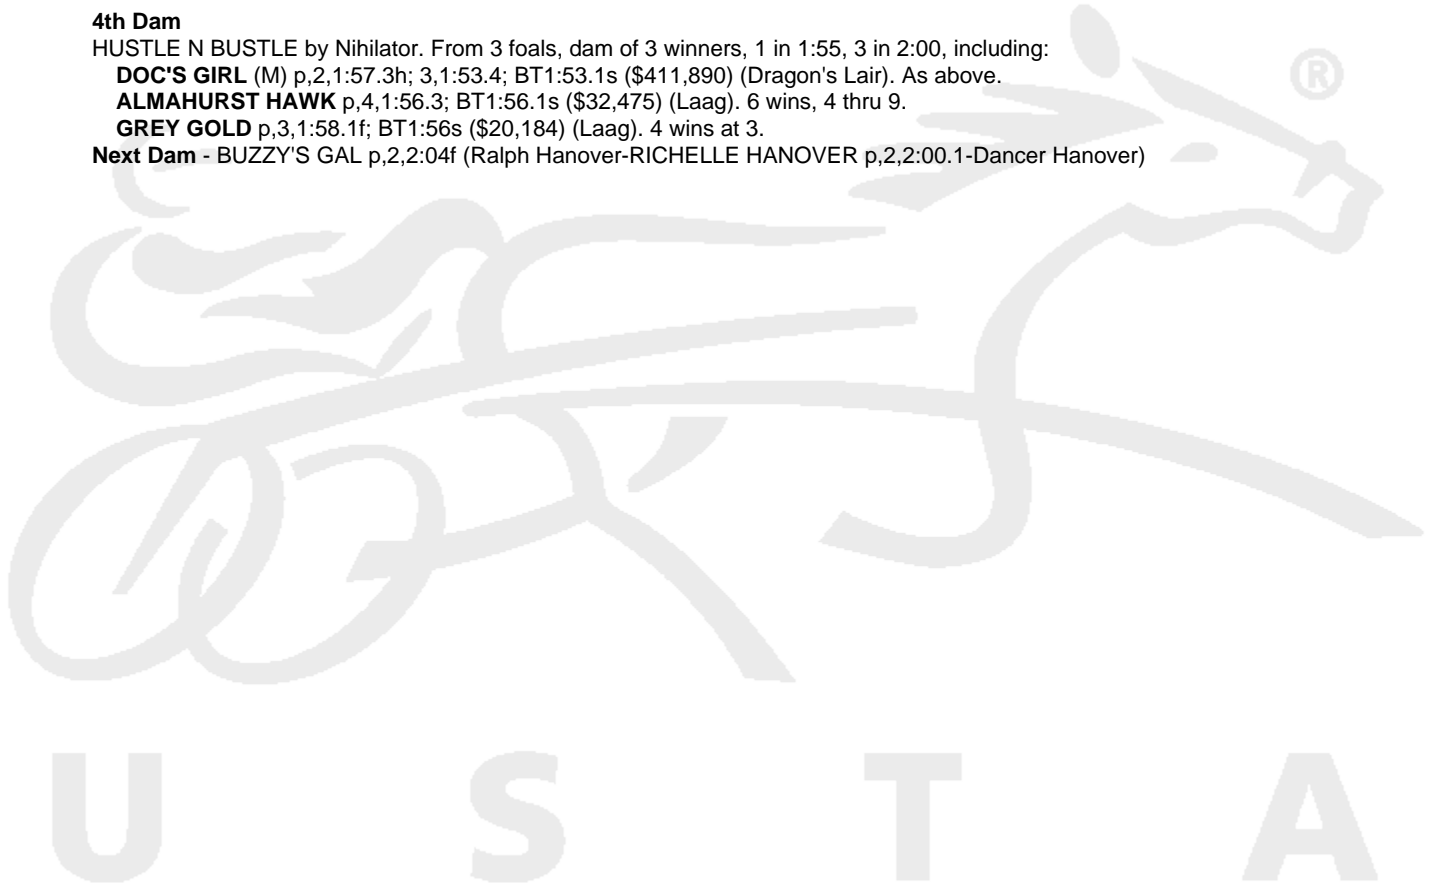 4th Dam
HUSTLE N BUSTLE by Nihilator. From 3 foals, dam of 3 winners, 1 in 1:55, 3 in 2:00, including:
DOC'S GIRL (M) p,2,1:57.3h; 3,1:53.4; BT1:53.1s ($411,890) (Dragon's Lair). As above.
ALMAHURST HAWK p,4,1:56.3; BT1:56.1s ($32,475) (Laag). 6 wins, 4 thru 9.
GREY GOLD p,3,1:58.1f; BT1:56s ($20,184) (Laag). 4 wins at 3.
Next Dam - BUZZY'S GAL p,2,2:04f (Ralph Hanover-RICHELLE HANOVER p,2,2:00.1-Dancer Hanover)
®
U S T A